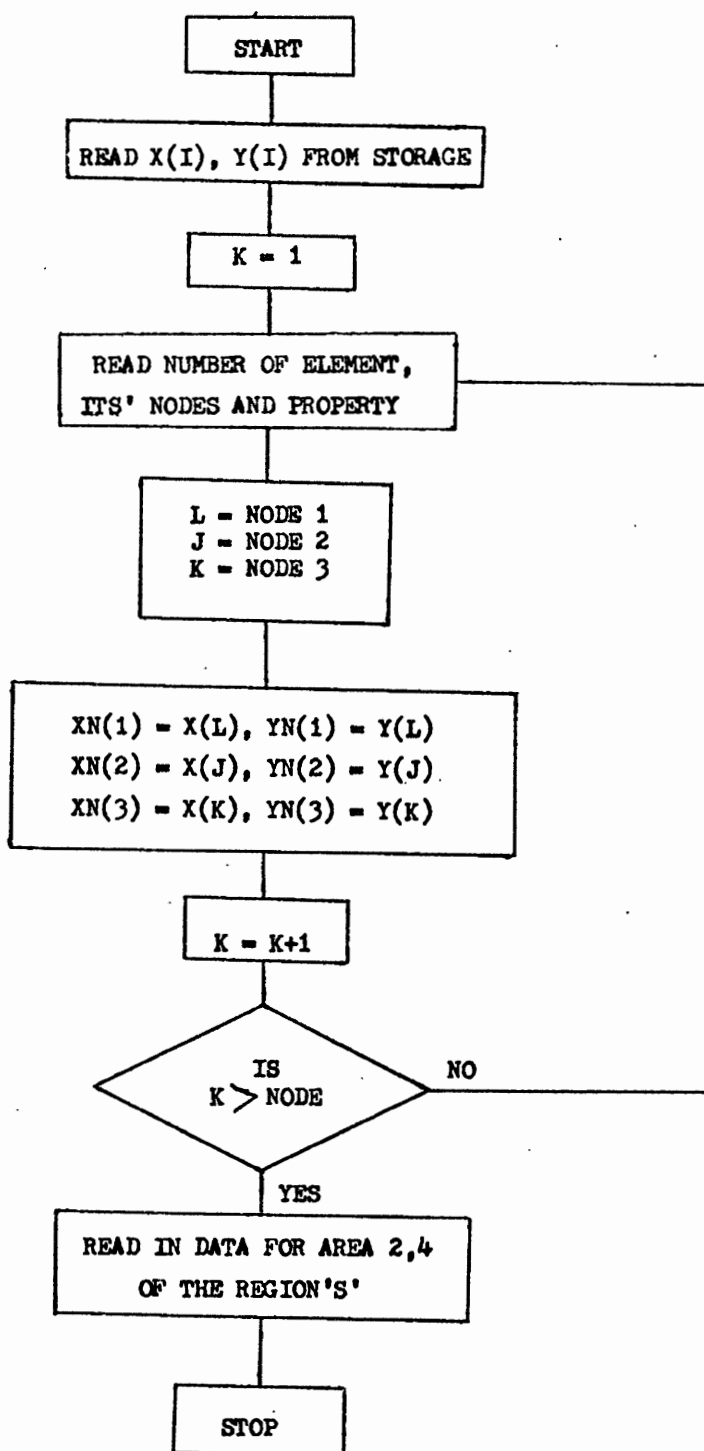 START
READ X(I), Y(I) FROM STORAGE
K = 1
READ NUMBER OF ELEMENT,
ITS' NODES AND PROPERTY
L = NODE 1
J = NODE 2
K = NODE 3
XN(1) = X(L), YN(1) = Y(L)
XN(2) = X(J), YN(2) = Y(J)
XN(3) = X(K), YN(3) = Y(K)
K = K+1
IS
K > NODE
NO
YES
READ IN DATA FOR AREA 2,4
OF THE REGION'S'
STOP